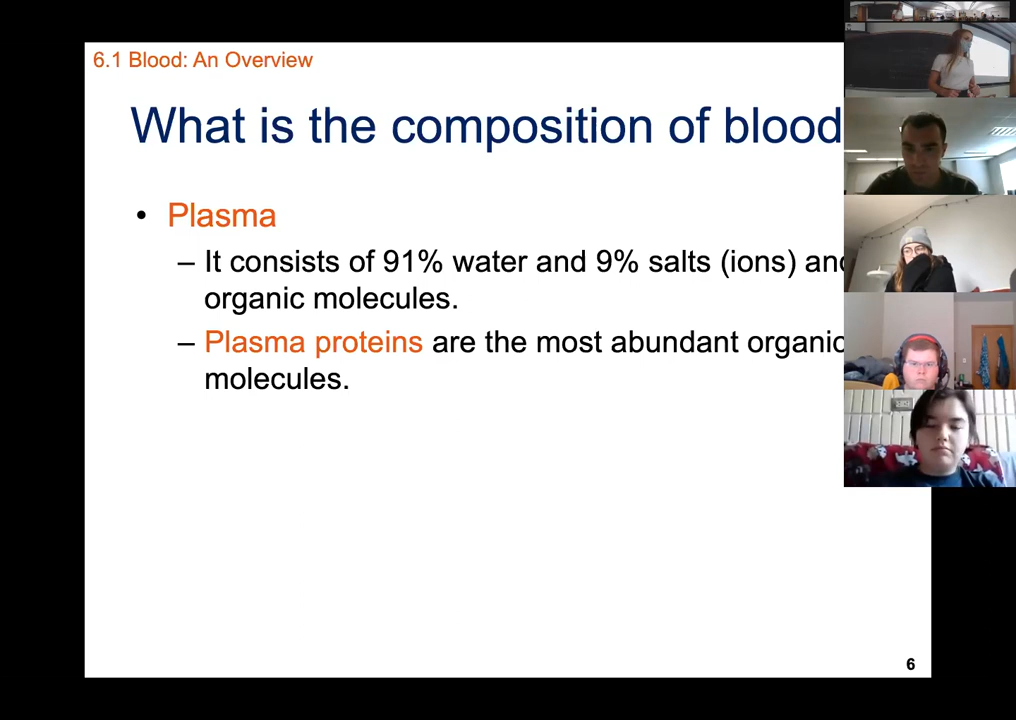 6.1 Blood: An Overview
What is the composition of blood
• Plasma
– It consists of 91% water and 9% salts (ions) and
organic molecules.
– Plasma proteins are the most abundant organic
molecules.
6